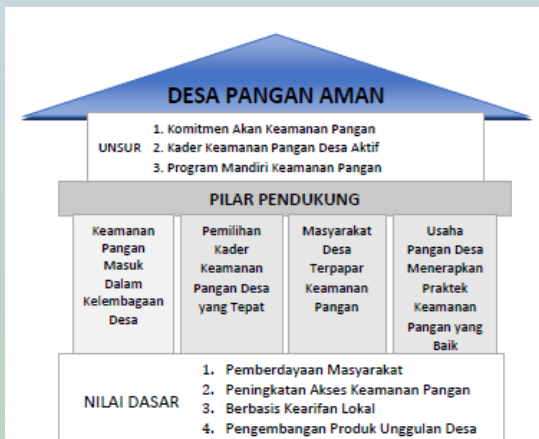 DESA PANGAN AMAN
UNSUR
1. Komitmen Akan Keamanan Pangan
2. Kader Keamanan Pangan Desa Aktif
3. Program Mandiri Keamanan Pangan
PILAR PENDUKUNG
Keamanan
Pangan
Masuk
Dalam
Kelembagaan
Desa
Pemilihan
Kader
Keamanan
Pangan Desa
yang Tepat
Masyarakat
Desa
Terpapar
Keamanan
Pangan
Usaha
Pangan Desa
Menerapkan
Praktek
Keamanan
Pangan yang
Baik
NILAI DASAR
1. Pemberdayaan Masyarakat
2. Peningkatan Akses Keamanan Pangan
3. Berbasis Kearifan Lokal
4. Pengembangan Produk Unggulan Desa